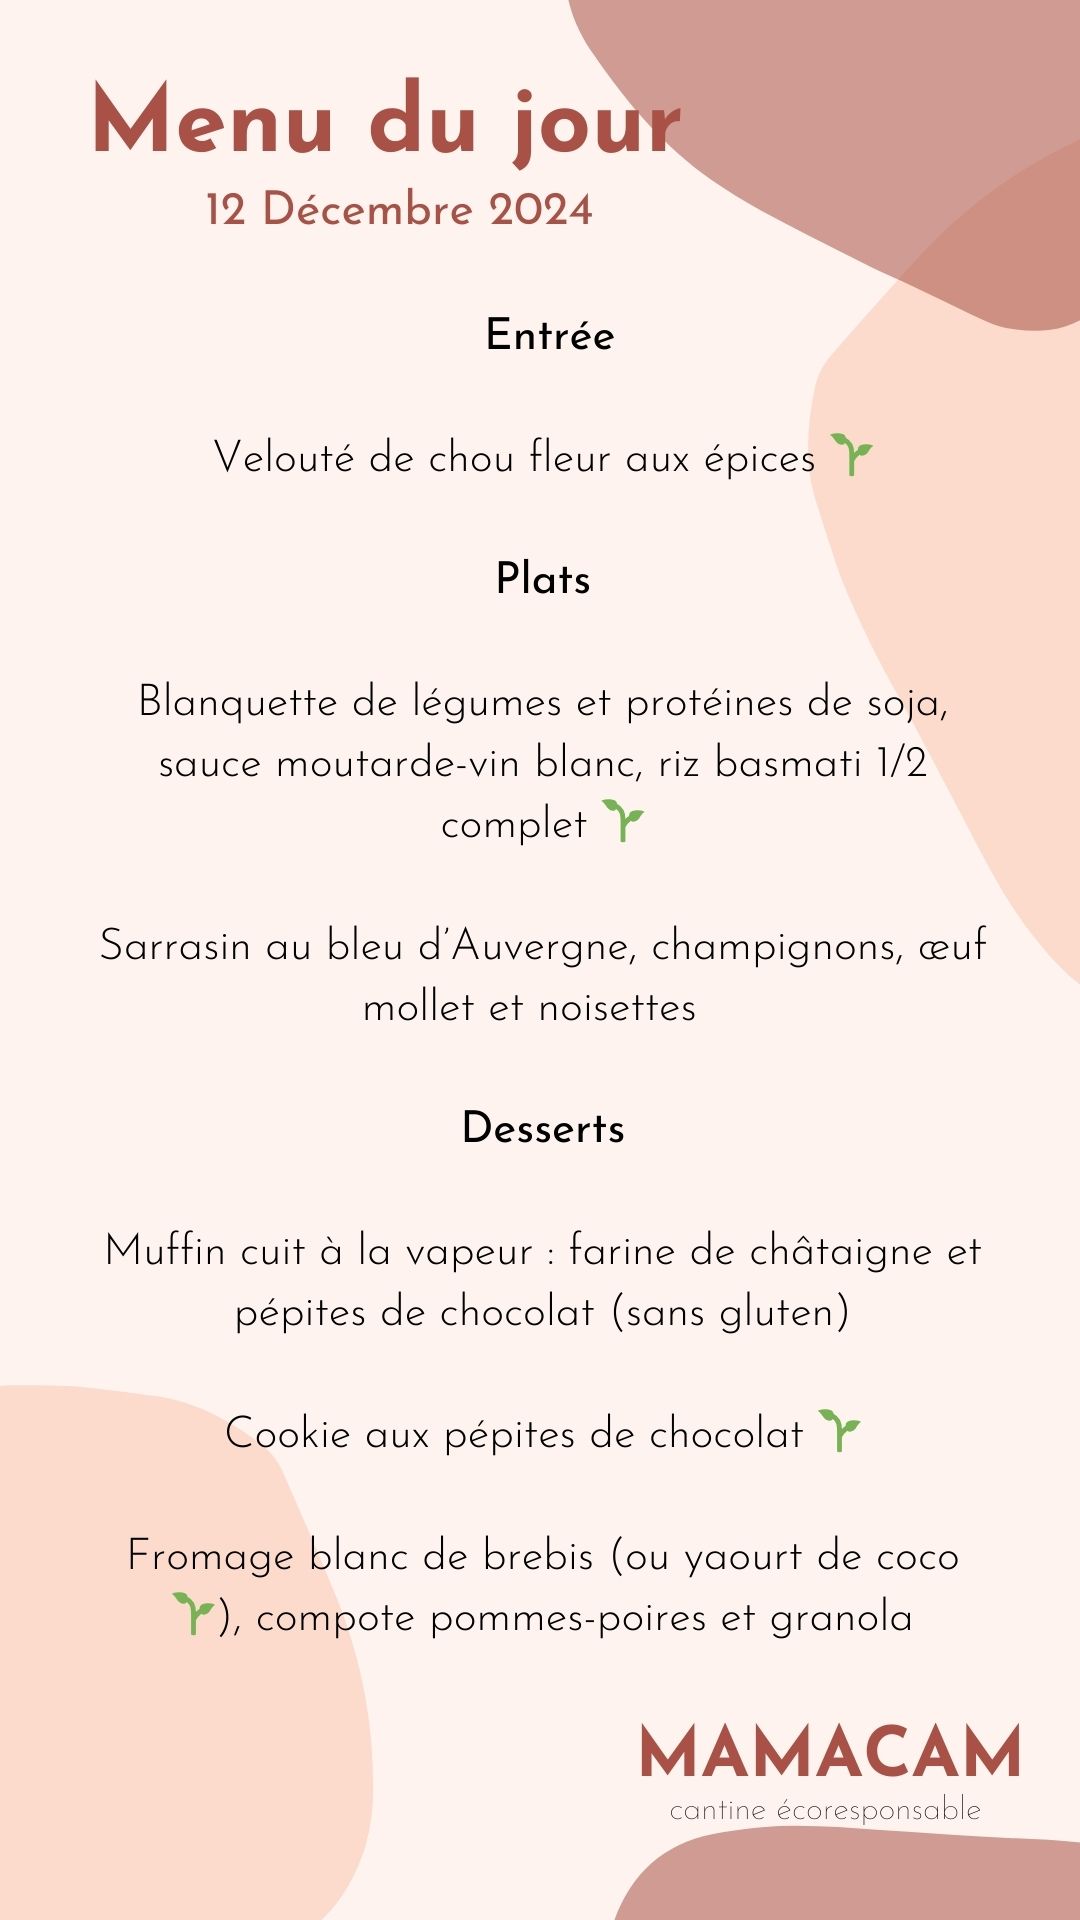 Menu du jour
12 Décembre 2024
Entrée
Velouté de chou fleur aux épices 🌱
Plats
Blanquette de légumes et protéines de soja,
sauce moutarde-vin blanc, riz basmati 1/2
complet 🌱
Sarrasin au bleu d’Auvergne, champignons, œuf
mollet et noisettes
Desserts
Muffin cuit à la vapeur : farine de châtaigne et
pépites de chocolat (sans gluten)
Cookie aux pépites de chocolat 🌱
Fromage blanc de brebis (ou yaourt de coco
🌱), compote pommes-poires et granola
MAMACAM
cantine écoresponsable